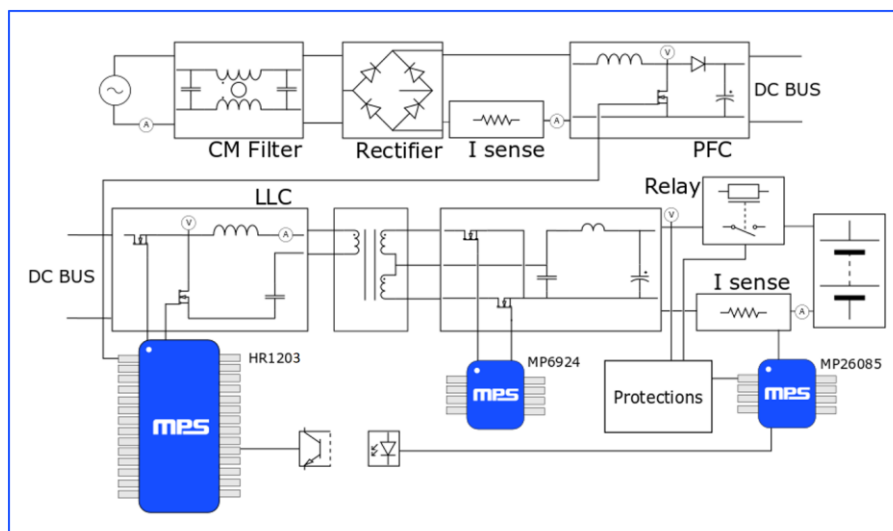 V
A
CM Filter
Rectifier
I sense
A
PFC
DC BUS
LLC
V
A
DC BUS
V
Relay
I sense
A
HR1203
mps
MP6924
mps
Protections
MP26085
mps